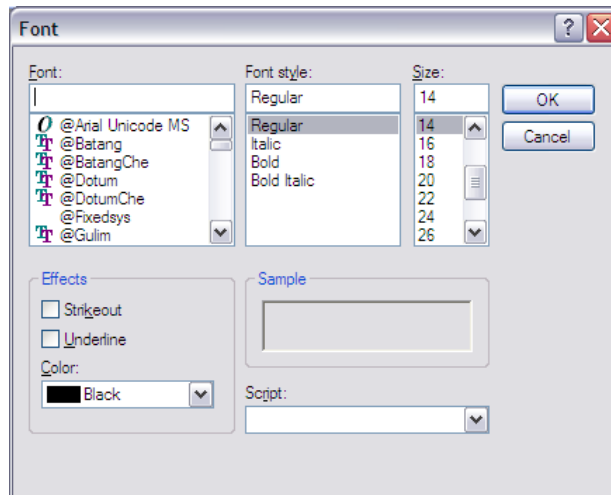 Font
Font:
Font style:
Size:
Regular
14
OK
Cancel
@Arial Unicode MS
@Batang
@BatangChe
@Dotum
@DotumChe
@Fixedsys
@Gulim
Regular
Italic
Bold
Bold Italic
14
16
18
20
22
24
26
Effects
Strikeout
Underline
Color:
Black
Sample
Script: